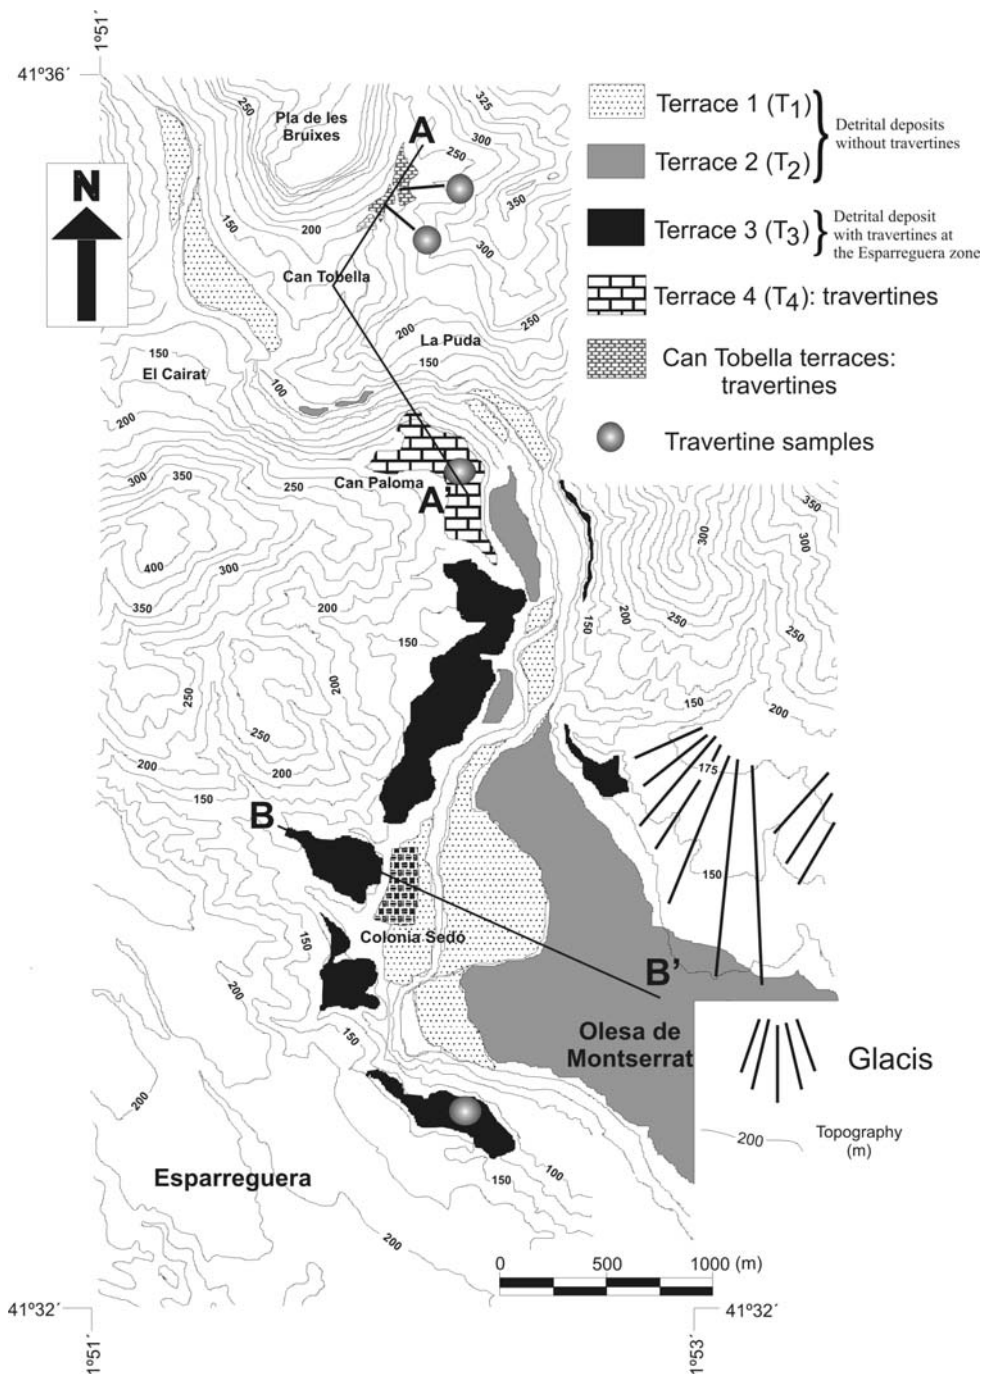 1º51´
41º36´
250
Pla de les
Bruixes
A
325
300
250
350
200
300
150
Can Tobella
250
200
La Puda
150
150
El Cairat
100
200
250
300
350
Can Paloma
A
400
300
350
200
150
200
250
250
200
200
150
N
Terrace 1 (T1)
Terrace 2 (T2)
Detrital deposits
without travertines
Terrace 3 (T3)
Detrital deposit
with travertines at
the Esparreguera zone
Terrace 4 (T4): travertines
Can Tobella terraces:
travertines
Travertine samples
350
300
300
250
250
200
150
150
200
175
150
B
Colonia Sedó
B’
150
200
Olesa de
Montserrat
Glacis
200
Topography
(m)
150
200
Esparreguera
100
150
200
200
0
500
1000 (m)
41º32´
41º32´
1º51´
1º53´